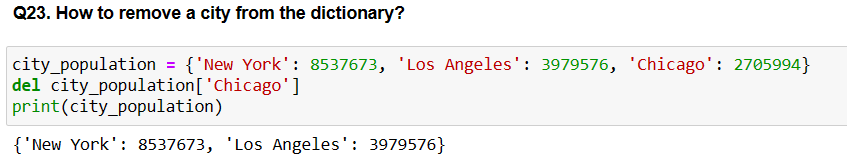 Q23. How to remove a city from the dictionary?
city_population = {'New York': 8537673, 'Los Angeles': 3979576, 'Chicago': 2705994}
del city_population['Chicago']
print(city_population)
{'New York': 8537673, 'Los Angeles': 3979576}